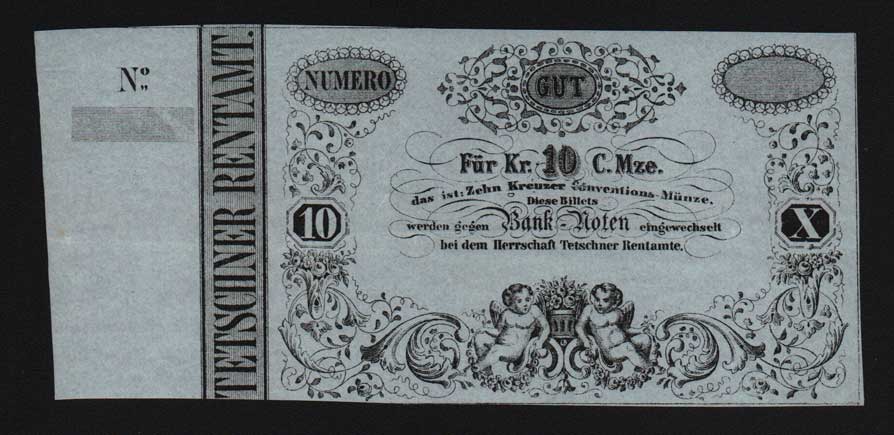 No.
TETSCHNER RENTAMT.
NUMERO
GUT
Für Kr. 10 C. Mze.
das ist: Zehn Kreuzer Conventions-Münze.
Diese Billets
werden gegen Bank-Noten eingewechselt
bei dem Herrschaft Tetschner Rentamte.
10
X